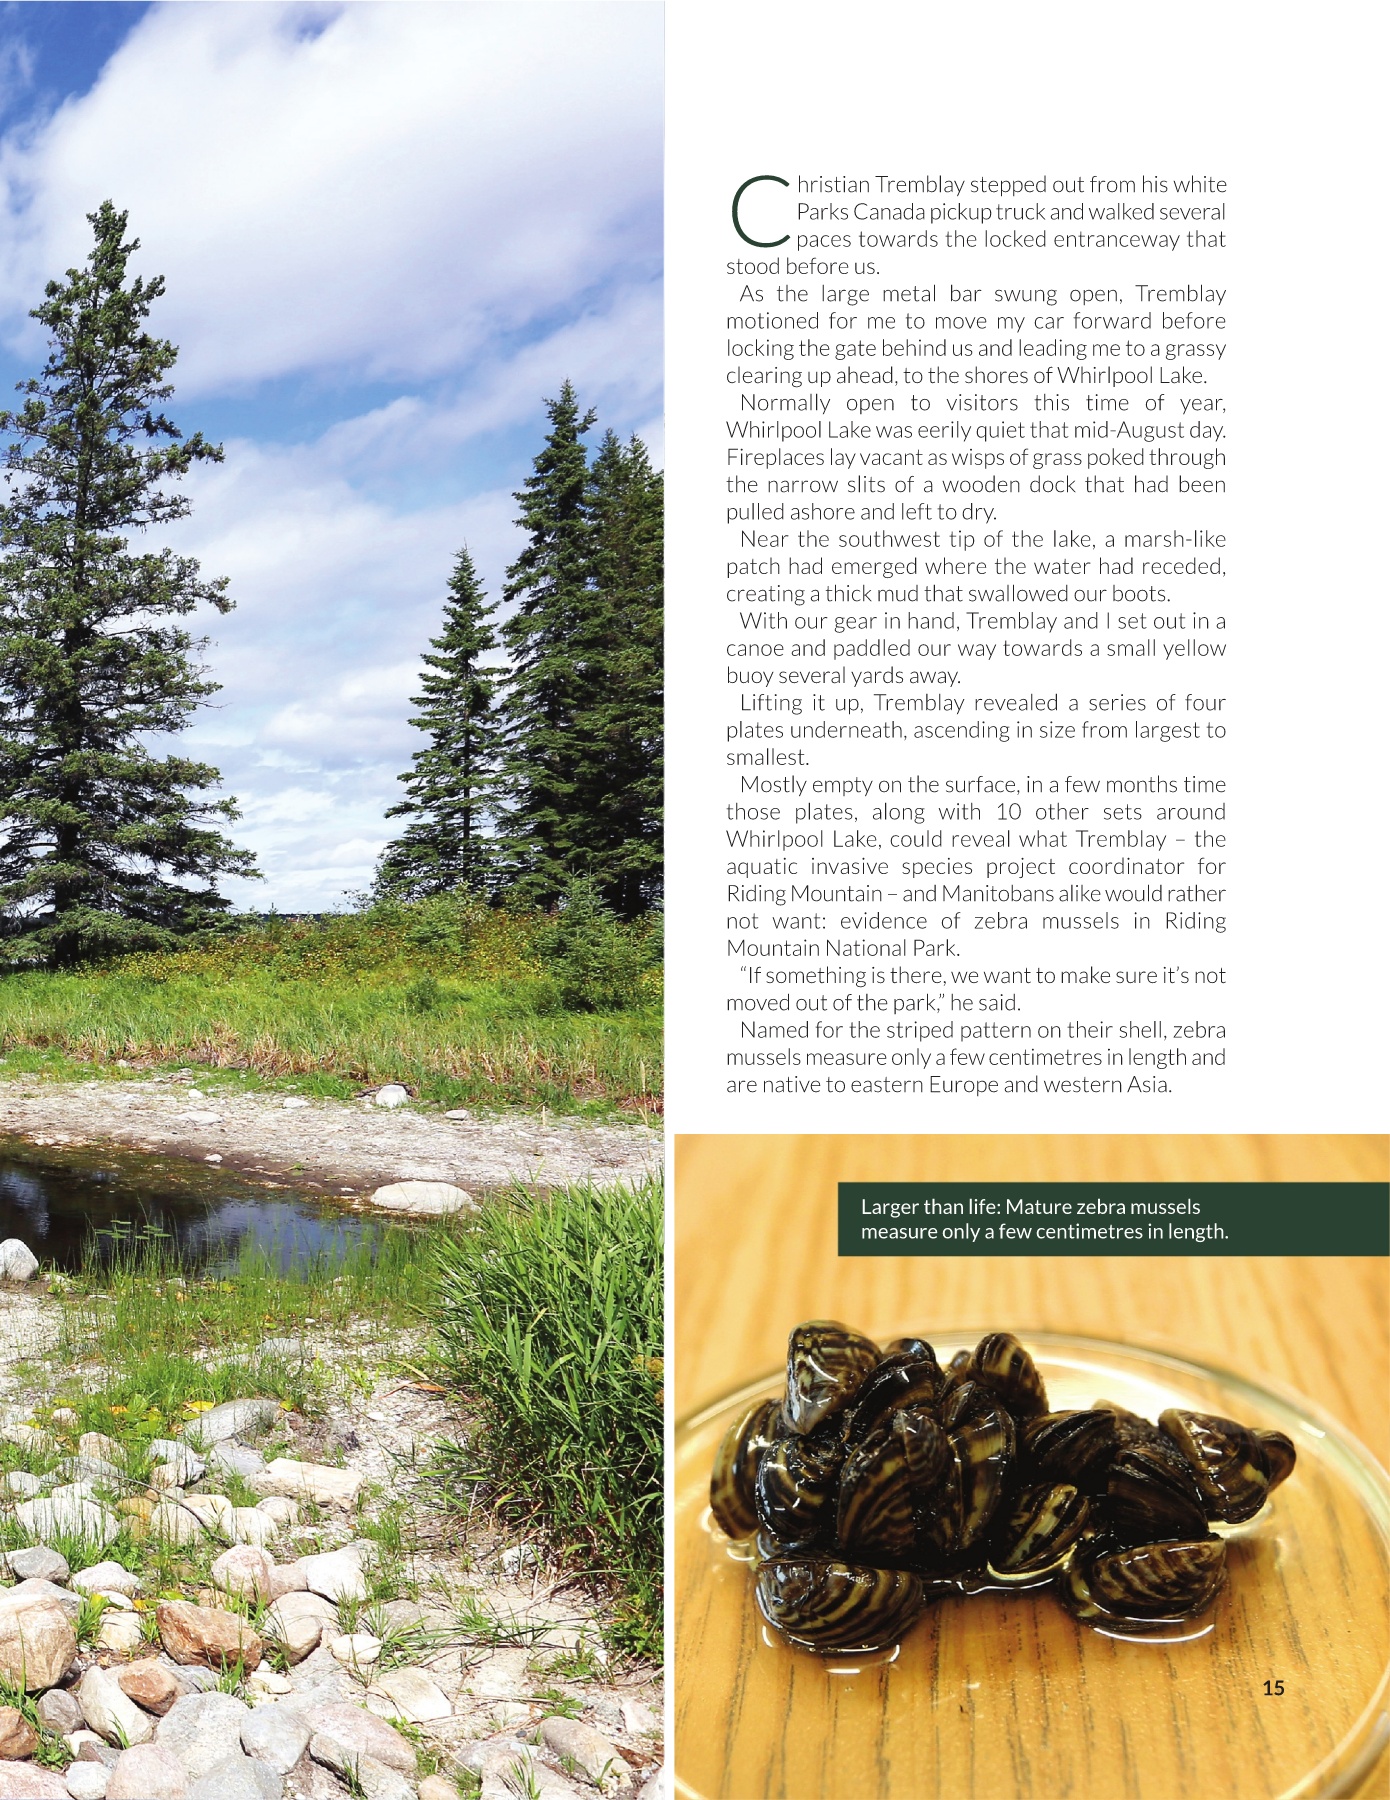 Christian Tremblay stepped out from his white
Parks Canada pickup truck and walked several
paces towards the locked entranceway that
stood before us.
As the large metal bar swung open, Tremblay
motioned for me to move my car forward before
locking the gate behind us and leading me to a grassy
clearing up ahead, to the shores of Whirlpool Lake.
Normally open to visitors this time of year,
Whirlpool Lake was eerily quiet that mid-August day.
Fireplaces lay vacant as wisps of grass poked through
the narrow slits of a wooden dock that had been
pulled ashore and left to dry.
Near the southwest tip of the lake, a marsh-like
patch had emerged where the water had receded,
creating a thick mud that swallowed our boots.
With our gear in hand, Tremblay and I set out in a
canoe and paddled our way towards a small yellow
buoy several yards away.
Lifting it up, Tremblay revealed a series of four
plates underneath, ascending in size from largest to
smallest.
Mostly empty on the surface, in a few months time
those plates, along with 10 other sets around
Whirlpool Lake, could reveal what Tremblay – the
aquatic invasive species project coordinator for
Riding Mountain – and Manitobans alike would rather
not want: evidence of zebra mussels in Riding
Mountain National Park.
“If something is there, we want to make sure it’s not
moved out of the park,” he said.
Named for the striped pattern on their shell, zebra
mussels measure only a few centimetres in length and
are native to eastern Europe and western Asia.
Larger than life: Mature zebra mussels
measure only a few centimetres in length.
15